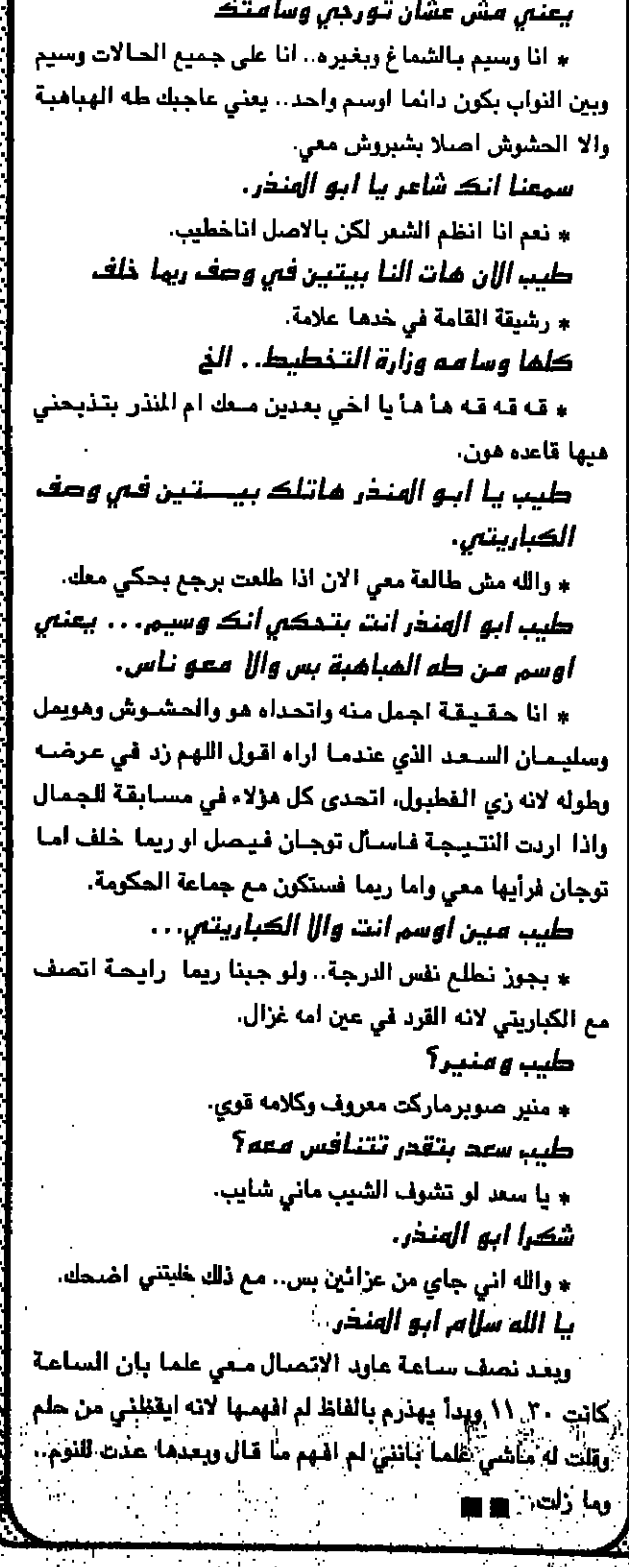 يعني مش عشان تورجي وسامتك
* انا وسيم بالشماغ وبغيره.. انا على جميع الحالات وسيم
وبين النواب بكون دائما اوسم واحد.. يعني عاجبك طه الهباهبة
والا الحشوش اصلا بشبروش معي.
سمعنا انك شاعر يا ابو المنذر.
* نعم انا انظم الشعر لكن بالاصل اناخطيب.
طيب الان هات النا بيتين في وصف ريما خلف
* رشيقة القامة في خدها علامة.
كلها وسامه وزارة التخطيط.. الخ
* قه قه قه هأ هأ يا اخي بعدين معك ام المنذر بتذبحني
هيها قاعده هون.
طيب يا ابو المنذر هاتلك بيستين في وصف
الكباريتي.
* والله مش طالعة معي الان اذا طلعت برجع بحكي معك.
طيب ابو المنذر انت بتحكي أنك وسيم... يعني
اوسم من طه الهباهبة بس والا معو ناس.
* انا حقيقة اجمل منه واتحداه هو والحشوش وهويمل
وسليمان السعد الذي عندما اراه اقول اللهم زد في عرضه
وطوله لانه زي الفطبول، اتحدى كل هؤلاء في مسابقة للجمال
واذا اردت النتيجة فاسأل توجان فيصل او ريما خلف اما
توجان فرأيها معي واما ريما فستكون مع جماعة الحكومة.
طيب مين اوسم انت والا الكباريتي...
* بجوز نطلع نفس الدرجة.. ولو جبنا ريما رايحة اتصف
مع الكباريتي لانه القرد في عين امه غزال.
طيب ومنير؟
* منير صوبرماركت معروف وكلامه قوي.
طيب سعد بتقدر تتنافس معه؟
* يا سعد لو تشوف الشيب ماني شايب.
شكرا ابو المنذر.
* والله اني جاي من عزائين بس.. مع ذلك خليتني اضحك.
يا الله سلام ابو المنذر..
وبعد نصف ساعة عاود الاتصال معي علما بان الساعة
كانت ١١,٣٠ وبدأ يهذرم بالفاظ لم افهمها لانه ايقظني من حلم
وقلت له ماشي علما بانني لم افهم ما قال وبعدها عدت للنوم..
وما زلت.